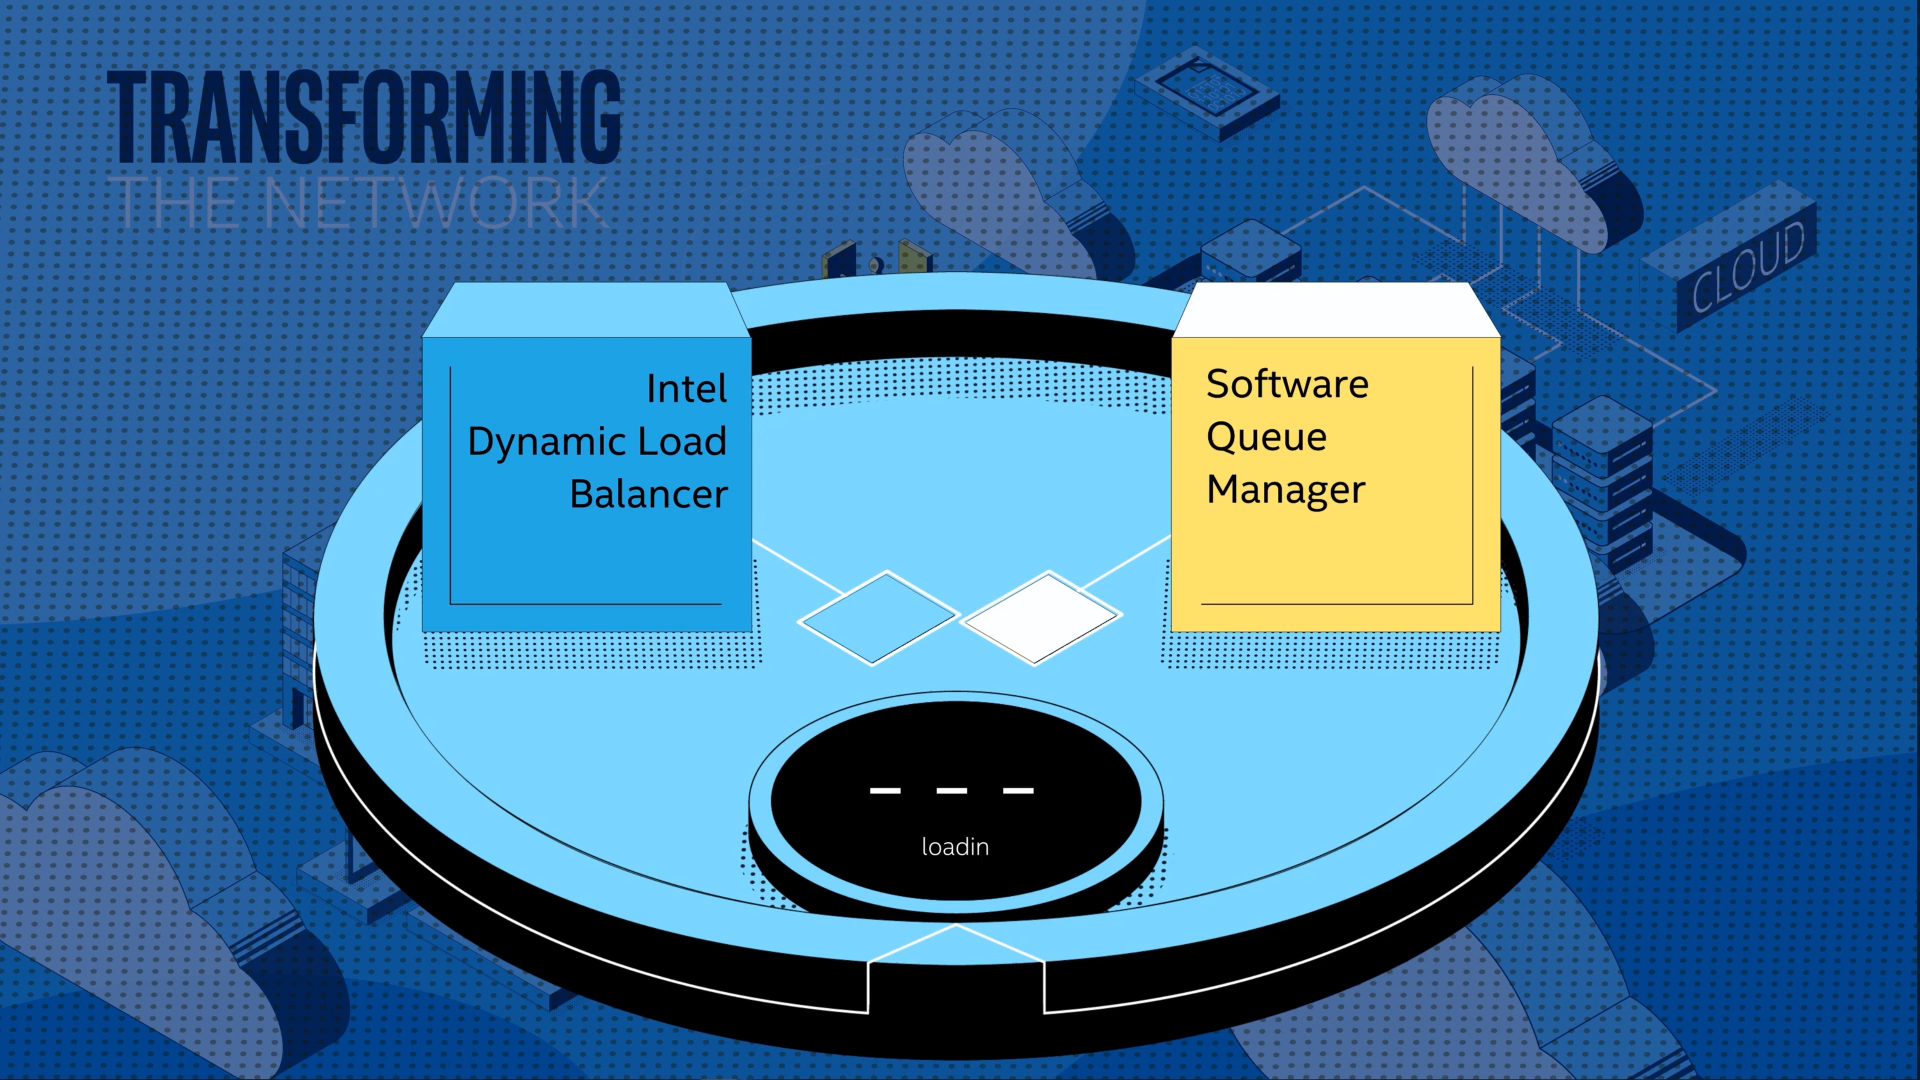 TRANSFORMING
THE NETWORK
CLOUD
Intel
Dynamic Load
Balancer
Software
Queue
Manager
loadin